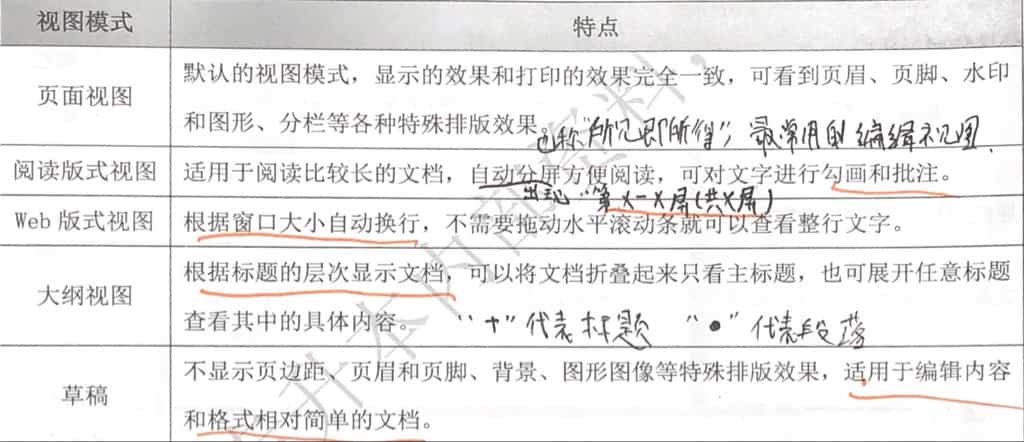 视图模式 特点
页面视图 默认的视图模式，显示的效果和打印的效果完全一致，可看到页眉、页脚、水印
和图形、分栏等各种特殊排版效果。
也称“所见即所得”，最常用的编辑视图.
阅读版式视图 适用于阅读比较长的文档，自动分屏方便阅读，可对文字进行勾画和批注。
出现“第X-X屏(共X屏)
Web 版式视图 根据窗口大小自动换行，不需要拖动水平滚动条就可以查看整行文字。
大纲视图 根据标题的层次显示文档，可以将文档折叠起来只看主标题，也可展开任意标题
查看其中的具体内容。 “+”代表标题 “●”代表段落
草稿 不显示页边距、页眉和页脚、背景、图形图像等特殊排版效果，适用于编辑内容
和格式相对简单的文档。
升本内部资料，